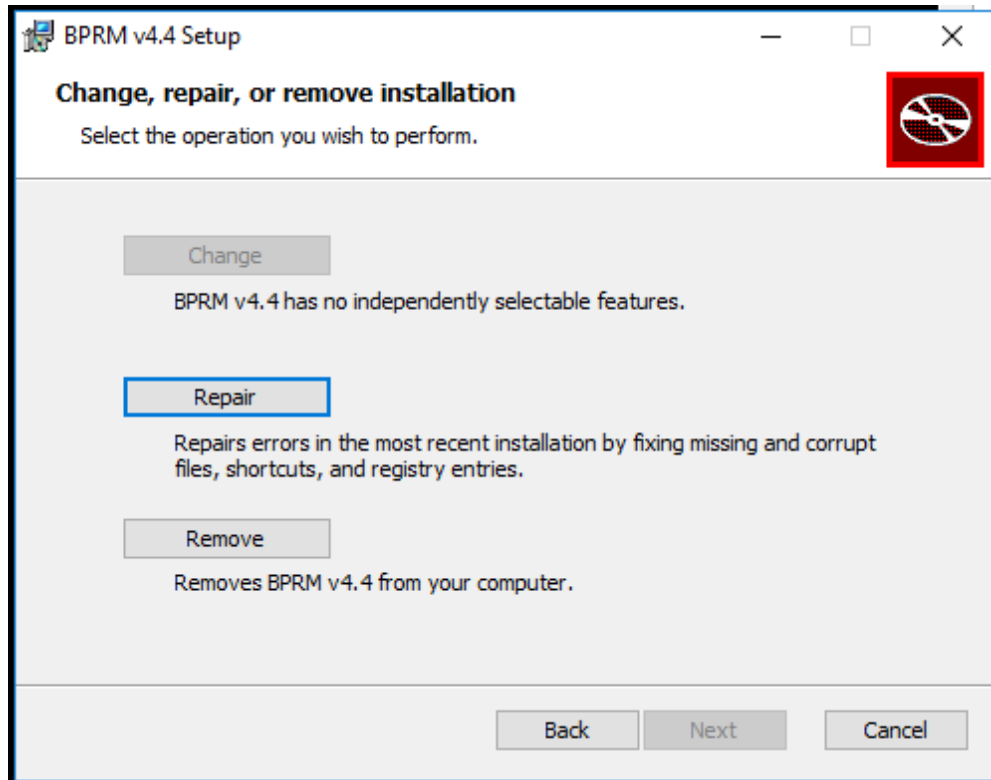 BPRM v4.4 Setup
Change, repair, or remove installation
Select the operation you wish to perform.
Change
BPRM v4.4 has no independently selectable features.
Repair
Repairs errors in the most recent installation by fixing missing and corrupt
files, shortcuts, and registry entries.
Remove
Removes BPRM v4.4 from your computer.
Back
Next
Cancel